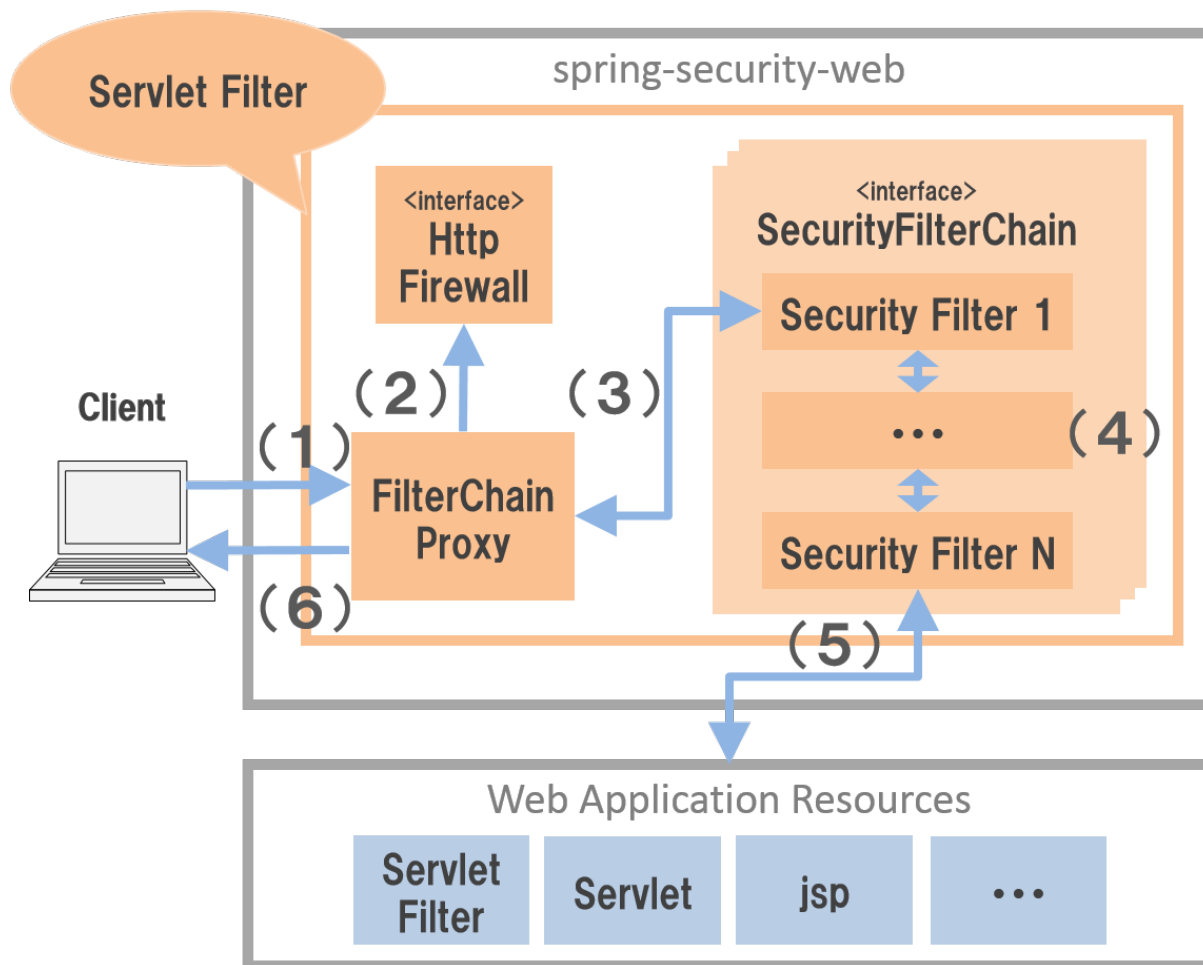 Servlet Filter
spring-security-web
<interface>
Http
Firewall
<interface>
SecurityFilterChain
Security Filter 1
(3)
(2)
Client
(1)
•••
(4)
FilterChain
Proxy
Security Filter N
(6)
(5)
Web Application Resources
Servlet
Filter
Servlet
jsp
•••